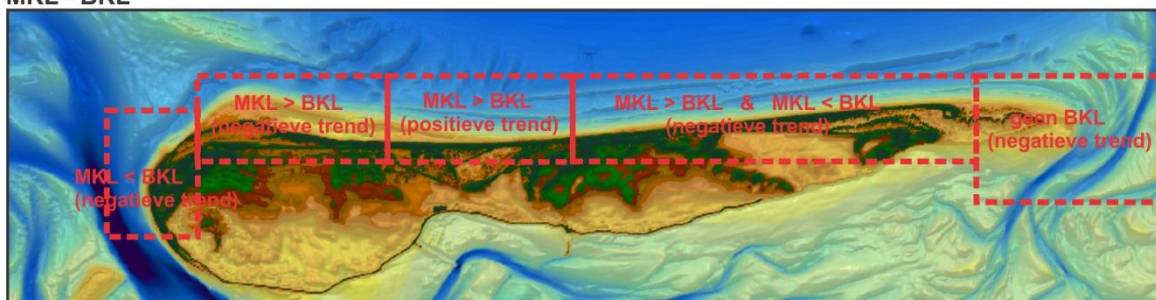 MKL - BKL
MKL > BKL
(negatieve trend)
MKL > BKL
(positieve trend)
MKL > BKL & MKL < BKL
(negatieve trend)
geen BKL
(negatieve trend)
MKL < BKL
(negatieve trend)